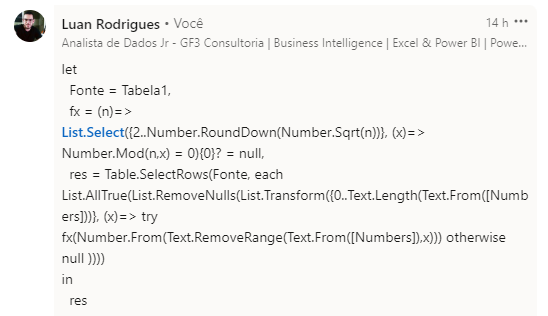 Luan Rodrigues • Você
14 h •••
Analista de Dados Jr - GF3 Consultoria | Business Intelligence | Excel & Power BI | Powe...
let
Fonte = Tabela1,
fx = (n)=>
List.Select({2..Number.RoundDown(Number.Sqrt(n))}, (x)=>
Number.Mod(n,x) = 0){0}? = null,
res = Table.SelectRows(Fonte, each
List.AllTrue(List.RemoveNulls(List.Transform({0..Text.Length(Text.From([Numb
ers]))}, (x)=> try
fx(Number.From(Text.RemoveRange(Text.From([Numbers]),x))) otherwise
null ))))
in
res